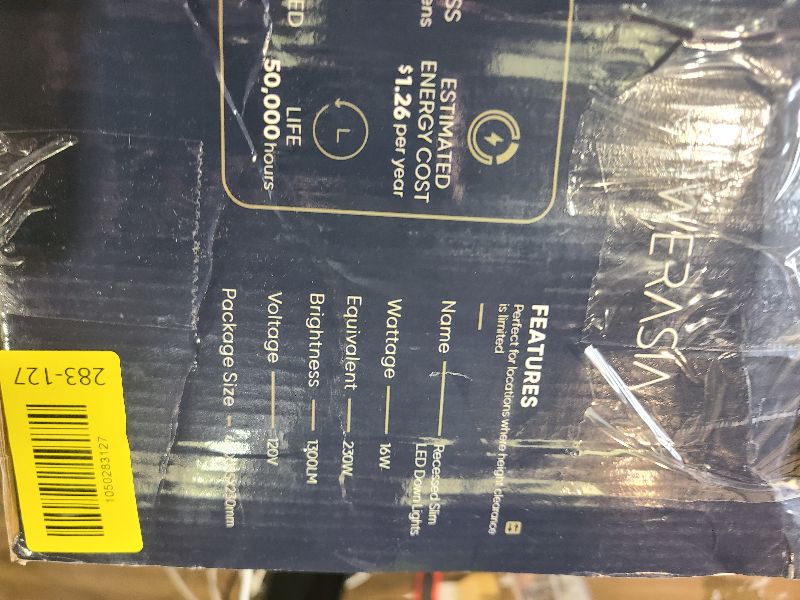 WERASIA
SS
ens
ESTIMATED
ENERGY COST
$1.26 per year
ED
LIFE
50,000 hours
FEATURES
Perfect for locations where height clearance
is limited
Name
Recessed Slim
LED Down Lights
Wattage
16W
Equivalent
230W
Brightness
1300LM
Voltage
120V
Package Size
283-127
1050283127